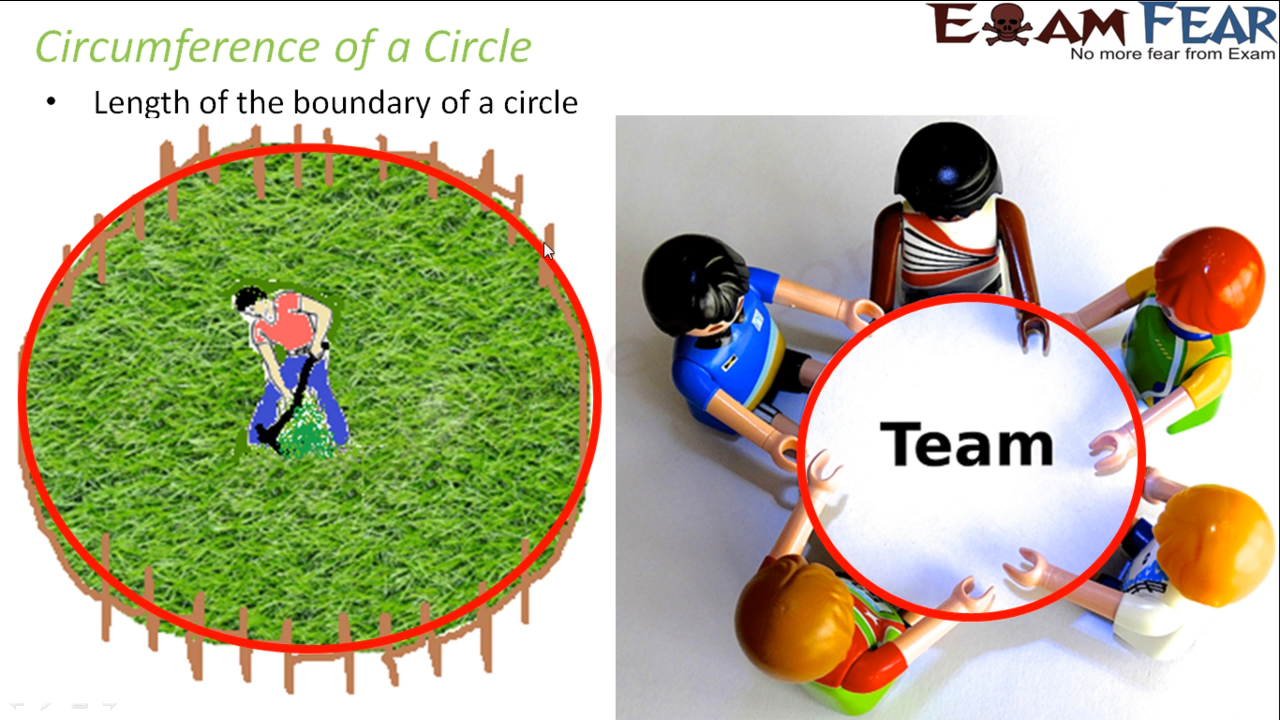 Circumference of a Circle
EXAM FEAR
No more fear from Exam
• Length of the boundary of a circle
Team